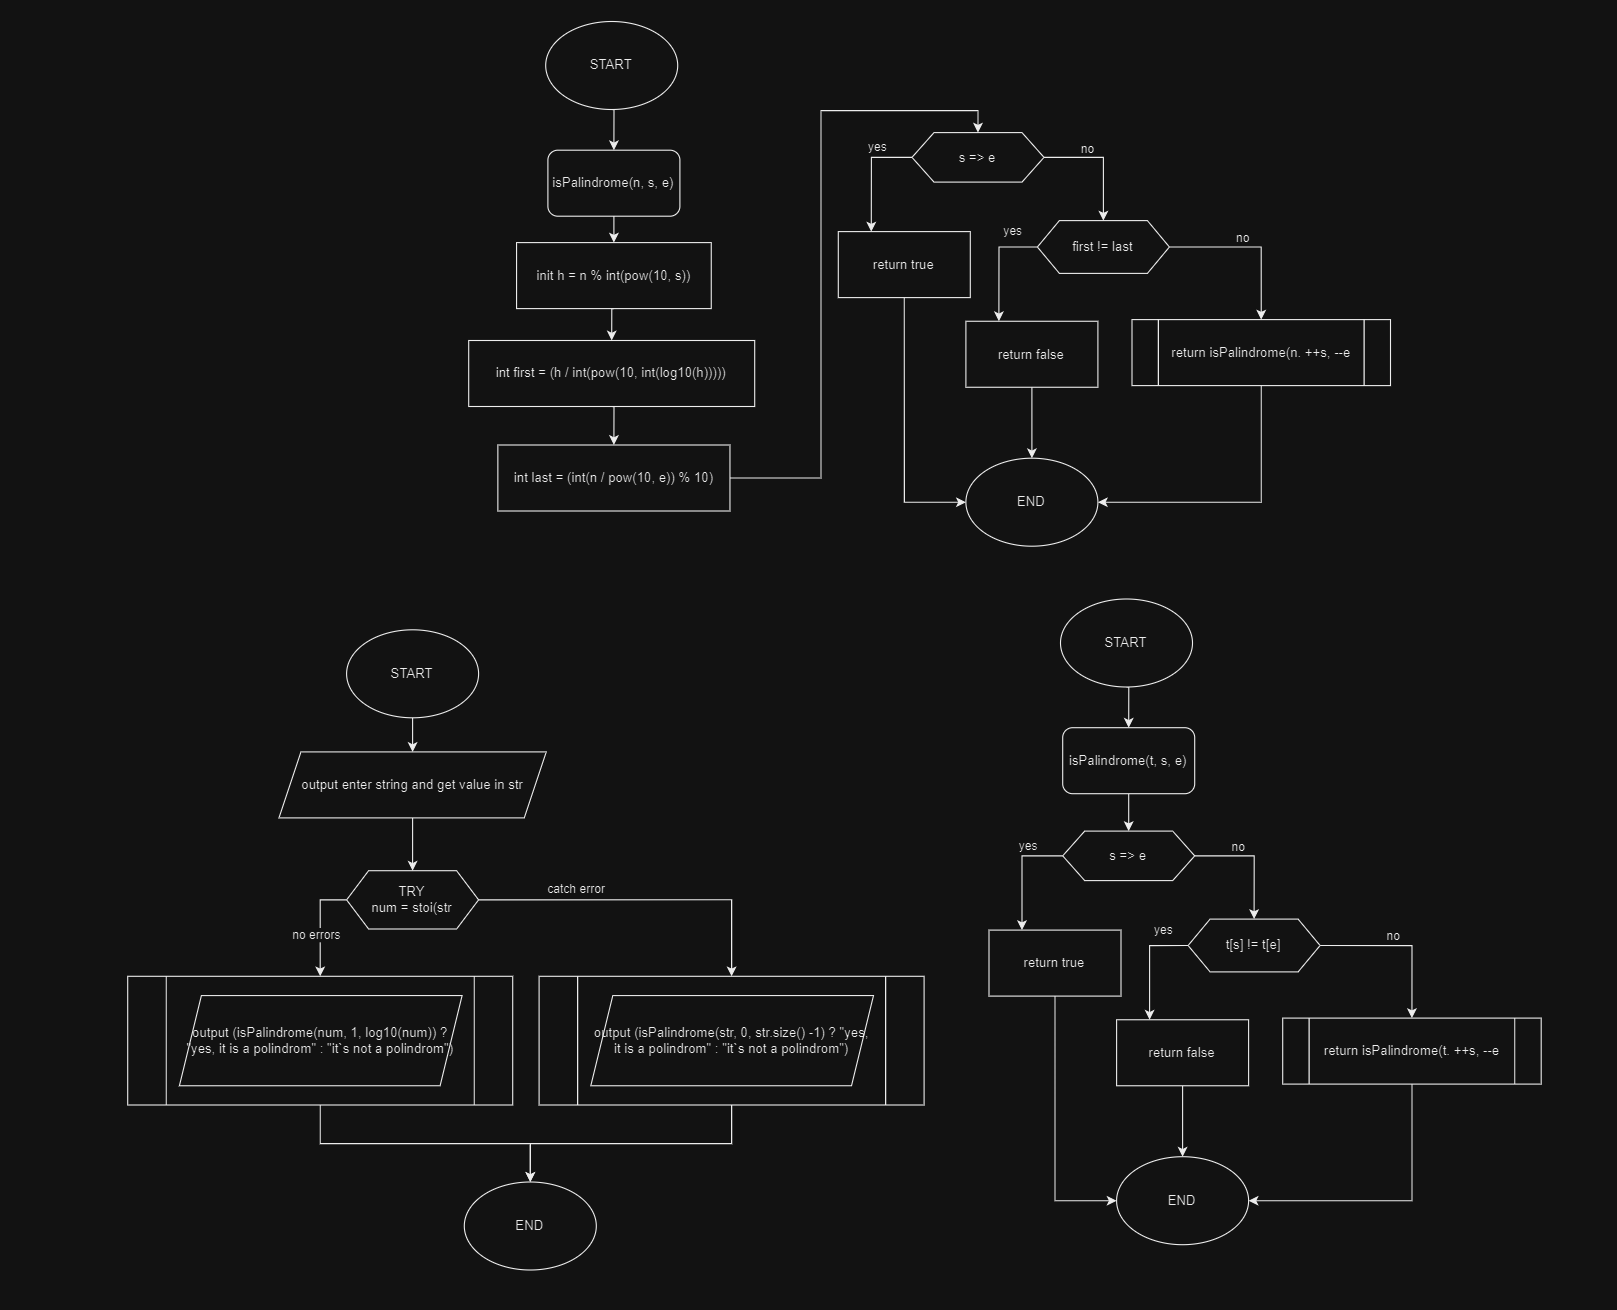 START
isPalindrome(n, s, e)
init h = n % int(pow(10, s))
int first = (h / int(pow(10, int(log10(h)))))
int last = (int(n / pow(10, e)) % 10)
s => e
yes
no
return true
first != last
yes
no
return false
return isPalindrome(n. ++s, --e
END
START
output enter string and get value in str
TRY
num = stoi(str
no errors
catch error
output (isPalindrome(num, 1, log10(num)) ?
"yes, it is a polindrom" : "it`s not a polindrom")
output (isPalindrome(str, 0, str.size() -1) ? "yes,
it is a polindrom" : "it`s not a polindrom")
END
START
isPalindrome(t, s, e)
s => e
yes
no
return true
t[s] != t[e]
yes
no
return false
return isPalindrome(t. ++s, --e
END